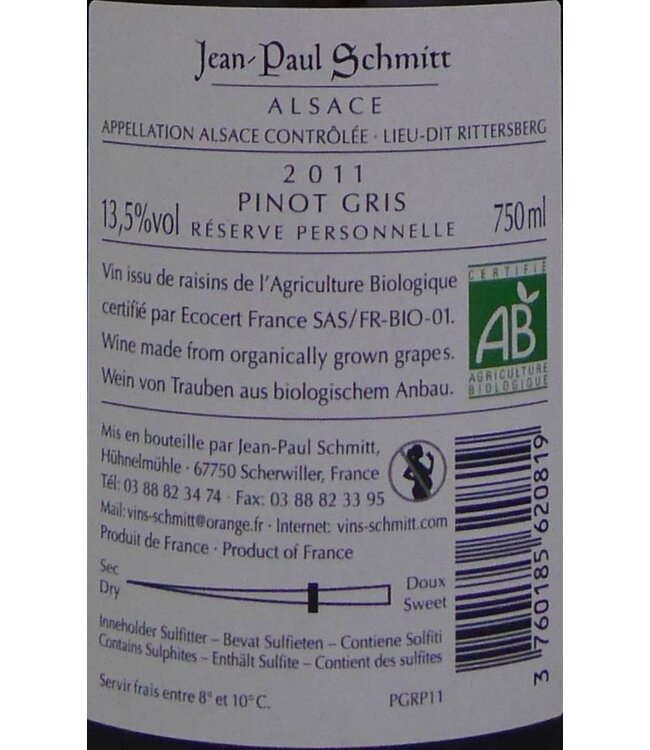 Jean-Paul Schmitt
ALSACE
APPELLATION ALSACE CONTRÔLÉE · LIEU-DIT RITTERSBERG
2011
PINOT GRIS
13,5%vol RÉSERVE PERSONNELLE 750 ml
Vin issu de raisins de l'Agriculture Biologique
certifié par Ecocert France SAS/FR-BIO-01.
Wine made from organically grown grapes.
Wein von Trauben aus biologischem Anbau.
CERTIFIÉ
AB
AGRICULTURE
BIOLOGIQUE
Mis en bouteille par Jean-Paul Schmitt,
Hühnelmühle · 67750 Scherwiller, France
Tél: 03 88 82 34 74 · Fax: 03 88 82 33 95
Mail: vins-schmitt@orange.fr · Internet: vins-schmitt.com
Produit de France · Product of France
Sec Doux
Dry Sweet
Inneholder Sulfitter – Bevat Sulfieten – Contiene Solfiti
Contains Sulphites – Enthält Sulfite – Contient des sulfites
Servir frais entre 8° et 10°C.
PGRP11
3 760185 620819